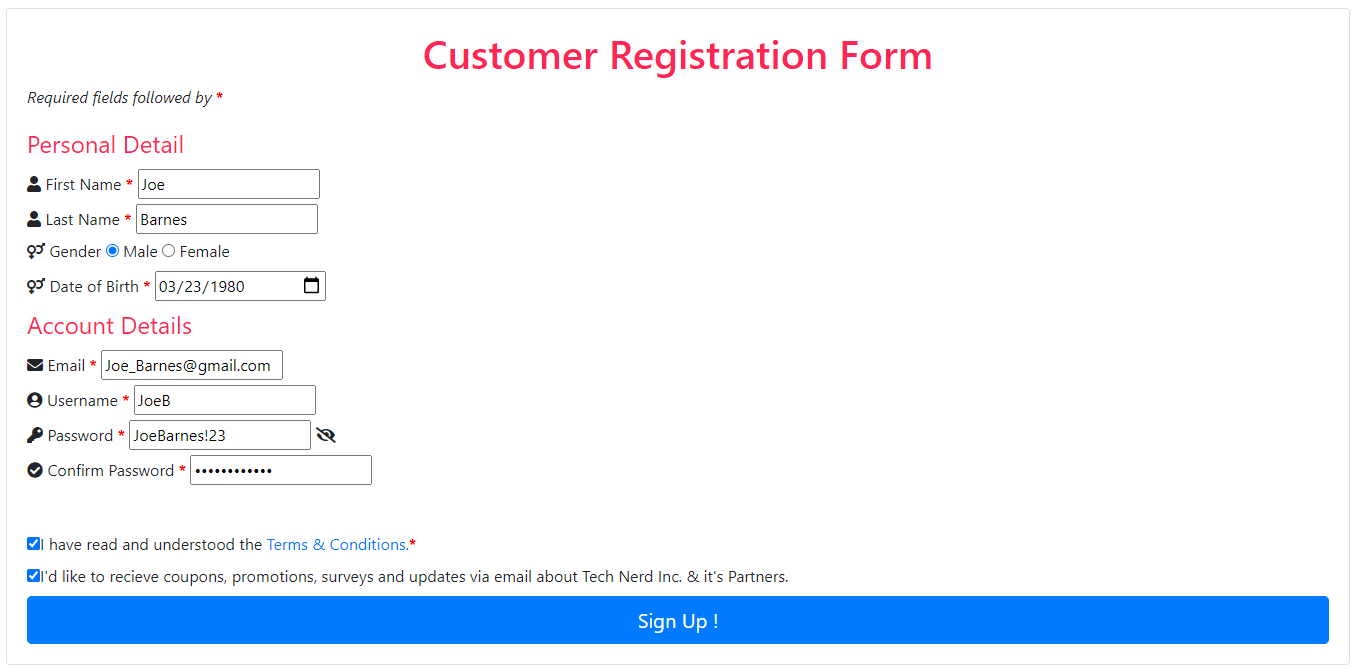 Customer Registration Form
Required fields followed by *
Personal Detail
First Name * Joe
Last Name * Barnes
Gender Male Female
Date of Birth * 03/23/1980
Account Details
Email * Joe_Barnes@gmail.com
Username * JoeB
Password * JoeBarnes!23
Confirm Password * ••••••••••••
I have read and understood the Terms & Conditions.*
I'd like to recieve coupons, promotions, surveys and updates via email about Tech Nerd Inc. & it's Partners.
Sign Up !